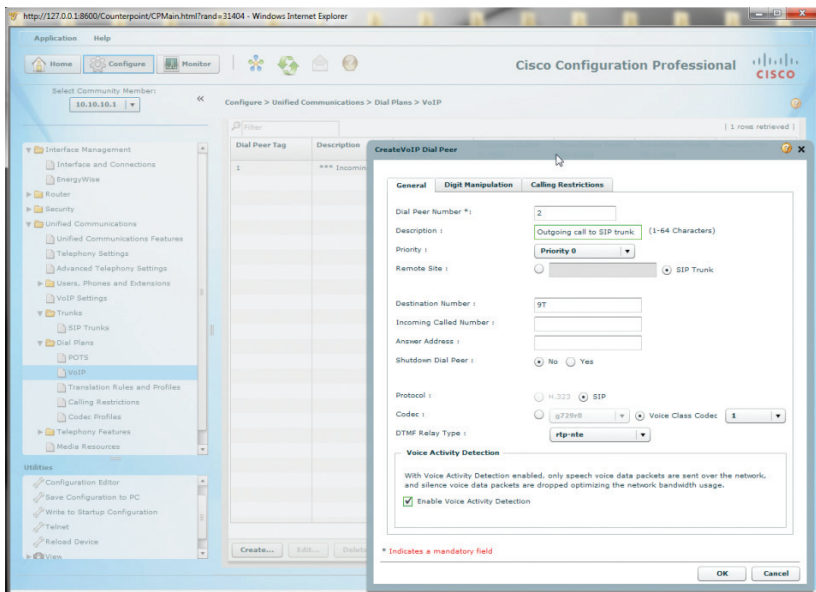 http://127.0.0.1:8600/Counterpoint/CPMain.html?rand=31404 - Windows Internet Explorer
Application Help
Home Configure Monitor
Cisco Configuration Professional
CISCO
Select Community Member:
10.10.10.1
«
Configure > Unified Communications > Dial Plans > VoIP
Filter
| 1 rows retrieved |
Dial Peer Tag Description
1 *** Incomin
Interface Management
Interface and Connections
EnergyWise
Router
Security
Unified Communications
Unified Communications Features
Telephony Settings
Advanced Telephony Settings
Users, Phones and Extensions
VoIP Settings
Trunks
SIP Trunks
Dial Plans
POTS
VoIP
Translation Rules and Profiles
Calling Restrictions
Codec Profiles
Telephony Features
Media Resources
Utilities
Configuration Editor
Save Configuration to PC
Write to Startup Configuration
Telnet
Reload Device
View
Create... Edit... Delete
CreateVoIP Dial Peer
General Digit Manipulation Calling Restrictions
Dial Peer Number *: 2
Description : Outgoing call to SIP trunk (1-64 Characters)
Priority : Priority 0
Remote Site : SIP Trunk
Destination Number : 9T
Incoming Called Number :
Answer Address :
Shutdown Dial Peer : No Yes
Protocol : H.323 SIP
Codec : g729r8 Voice Class Codec 1
DTMF Relay Type : rtp-nte
Voice Activity Detection
With Voice Activity Detection enabled, only speech voice data packets are sent over the network,
and silence voice data packets are dropped optimizing the network bandwidth usage.
Enable Voice Activity Detection
* Indicates a mandatory field
OK Cancel